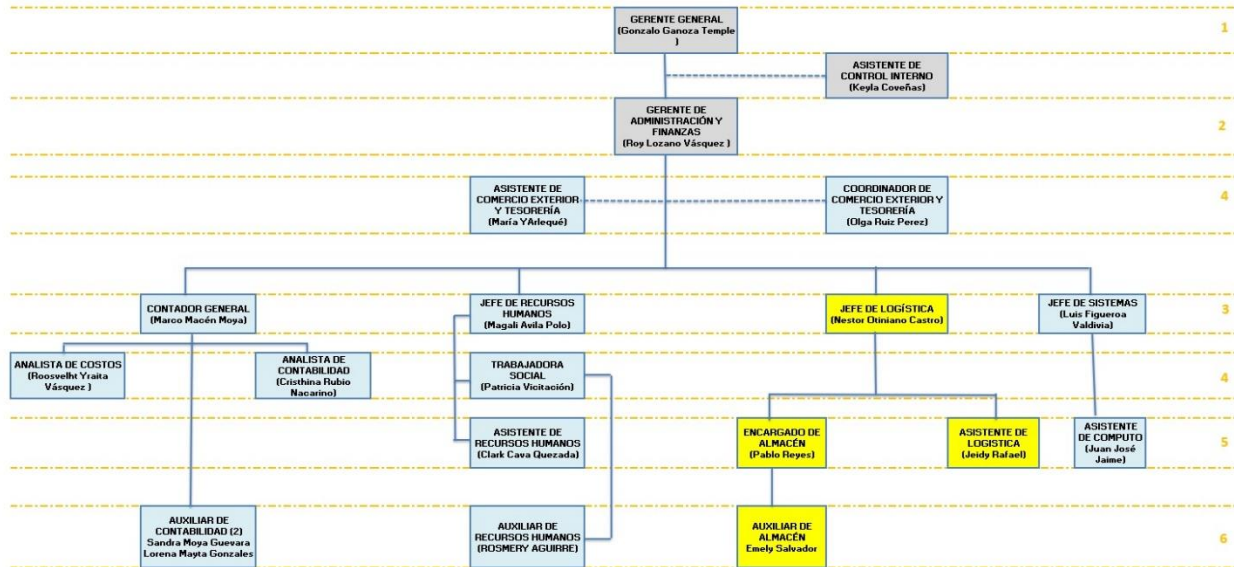 GERENTE GENERAL
(Gonzalo Ganoza Temple
)
1
ASISTENTE DE
CONTROL INTERNO
(Keyla Coveñas)
GERENTE DE
ADMINISTRACIÓN Y
FINANZAS
(Roy Lozano Vásquez )
2
ASISTENTE DE
COMERCIO EXTERIOR
Y TESORERÍA
(María YArlequé)
COORDINADOR DE
COMERCIO EXTERIOR Y
TESORERÍA
(Olga Ruiz Perez)
4
CONTADOR GENERAL
(Marco Macén Moya)
JEFE DE RECURSOS
HUMANOS
(Magali Avila Polo)
JEFE DE LOGÍSTICA
(Nestor Otiniano Castro)
JEFE DE SISTEMAS
(Luis Figueroa
Valdivia)
3
ANALISTA DE COSTOS
(Roosvelht Yraita
Vásquez )
ANALISTA DE
CONTABILIDAD
(Cristhina Rubio
Nacarino)
TRABAJADORA
SOCIAL
(Patricia Vicitación)
4
ASISTENTE DE
RECURSOS HUMANOS
(Clark Cava Quezada)
ENCARGADO DE
ALMACÉN
(Pablo Reyes)
ASISTENTE DE
LOGISTICA
(Jeidy Rafael)
ASISTENTE
DE COMPUTO
(Juan José
Jaime)
5
AUXILIAR DE
CONTABILIDAD (2)
Sandra Moya Guevara
Lorena Mayta Gonzales
AUXILIAR DE
RECURSOS HUMANOS
(ROSMERY AGUIRRE)
AUXILIAR DE
ALMACÉN
Emely Salvador
6